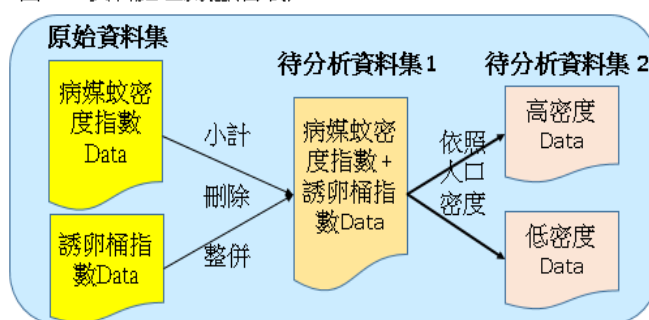 原始資料集
待分析資料集 1
待分析資料集 2
病媒蚊密
度指數
Data
誘卵桶指
數Data
小計
刪除
整併
病媒蚊密
度指數 +
誘卵桶指
數Data
依照
人口
密度
高密度
Data
低密度
Data